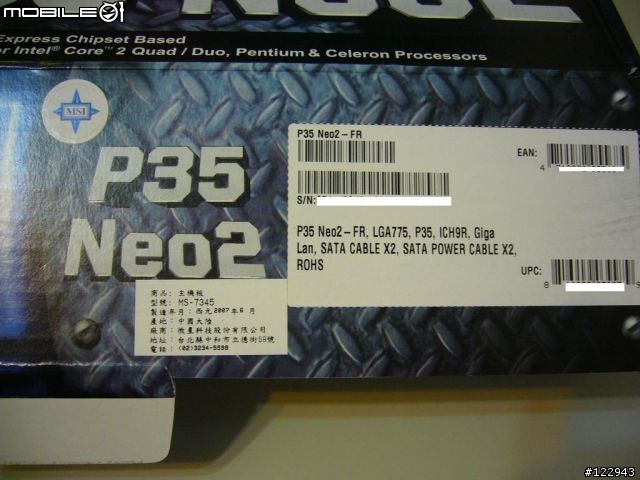 MOBILE01
Express Chipset Based
er Intel® Core™ 2 Quad / Duo, Pentium & Celeron Processors
MSI
P35
Neo2
P35 Neo2-FR
EAN:
4
S/N:
P35 Neo2-FR, LGA775, P35, ICH9R, Giga
Lan, SATA CABLE X2, SATA POWER CABLE X2,
ROHS
UPC:
8
商品: 主機板
型號: MS-7345
製造年月: 西元 2007年 6 月
產地: 中國大陸
廠商: 微星科技股份有限公司
地址: 台北縣中和市立德街69號
電話: (02)3234-5599
#122943